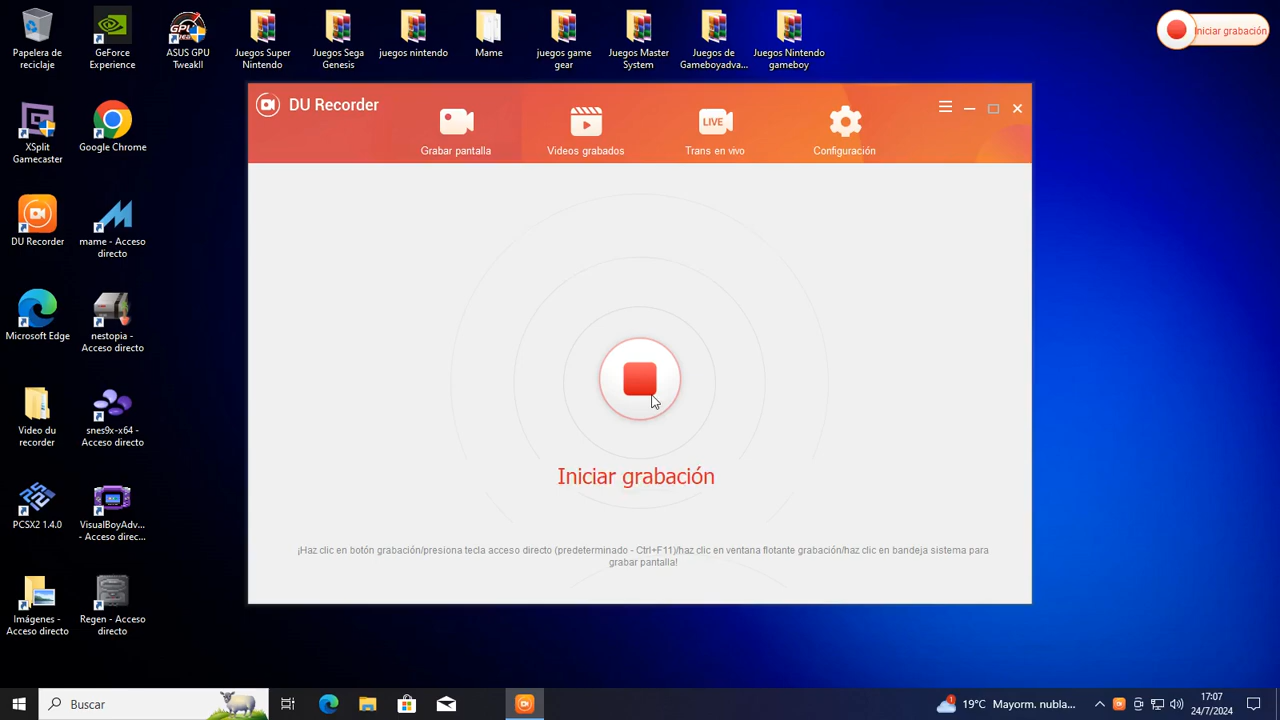 Papelera de
reciclaje
GeForce
Experience
ASUS GPU
TweakII
Juegos Super
Nintendo
Juegos Sega
Genesis
juegos nintendo
Mame
juegos game
gear
Juegos Master
System
Juegos de
Gameboyadva...
Juegos Nintendo
gameboy
Iniciar grabación
XSplit
Gamecaster
Google Chrome
DU Recorder
mame - Acceso
directo
Microsoft Edge
nestopia -
Acceso directo
Video du
recorder
snes9x-x64 -
Acceso directo
PCSX2 1.4.0
VisualBoyAdv...
- Acceso direc...
Imágenes -
Acceso directo
Regen - Acceso
directo
DU Recorder
Grabar pantalla
Videos grabados
LIVE
Trans en vivo
Configuración
Iniciar grabación
¡Haz clic en botón grabación/presiona tecla acceso directo (predeterminado - Ctrl+F11)/haz clic en ventana flotante grabación/haz clic en bandeja sistema para
grabar pantalla!
Buscar
1
19°C Mayorm. nubla...
17:07
24/7/2024